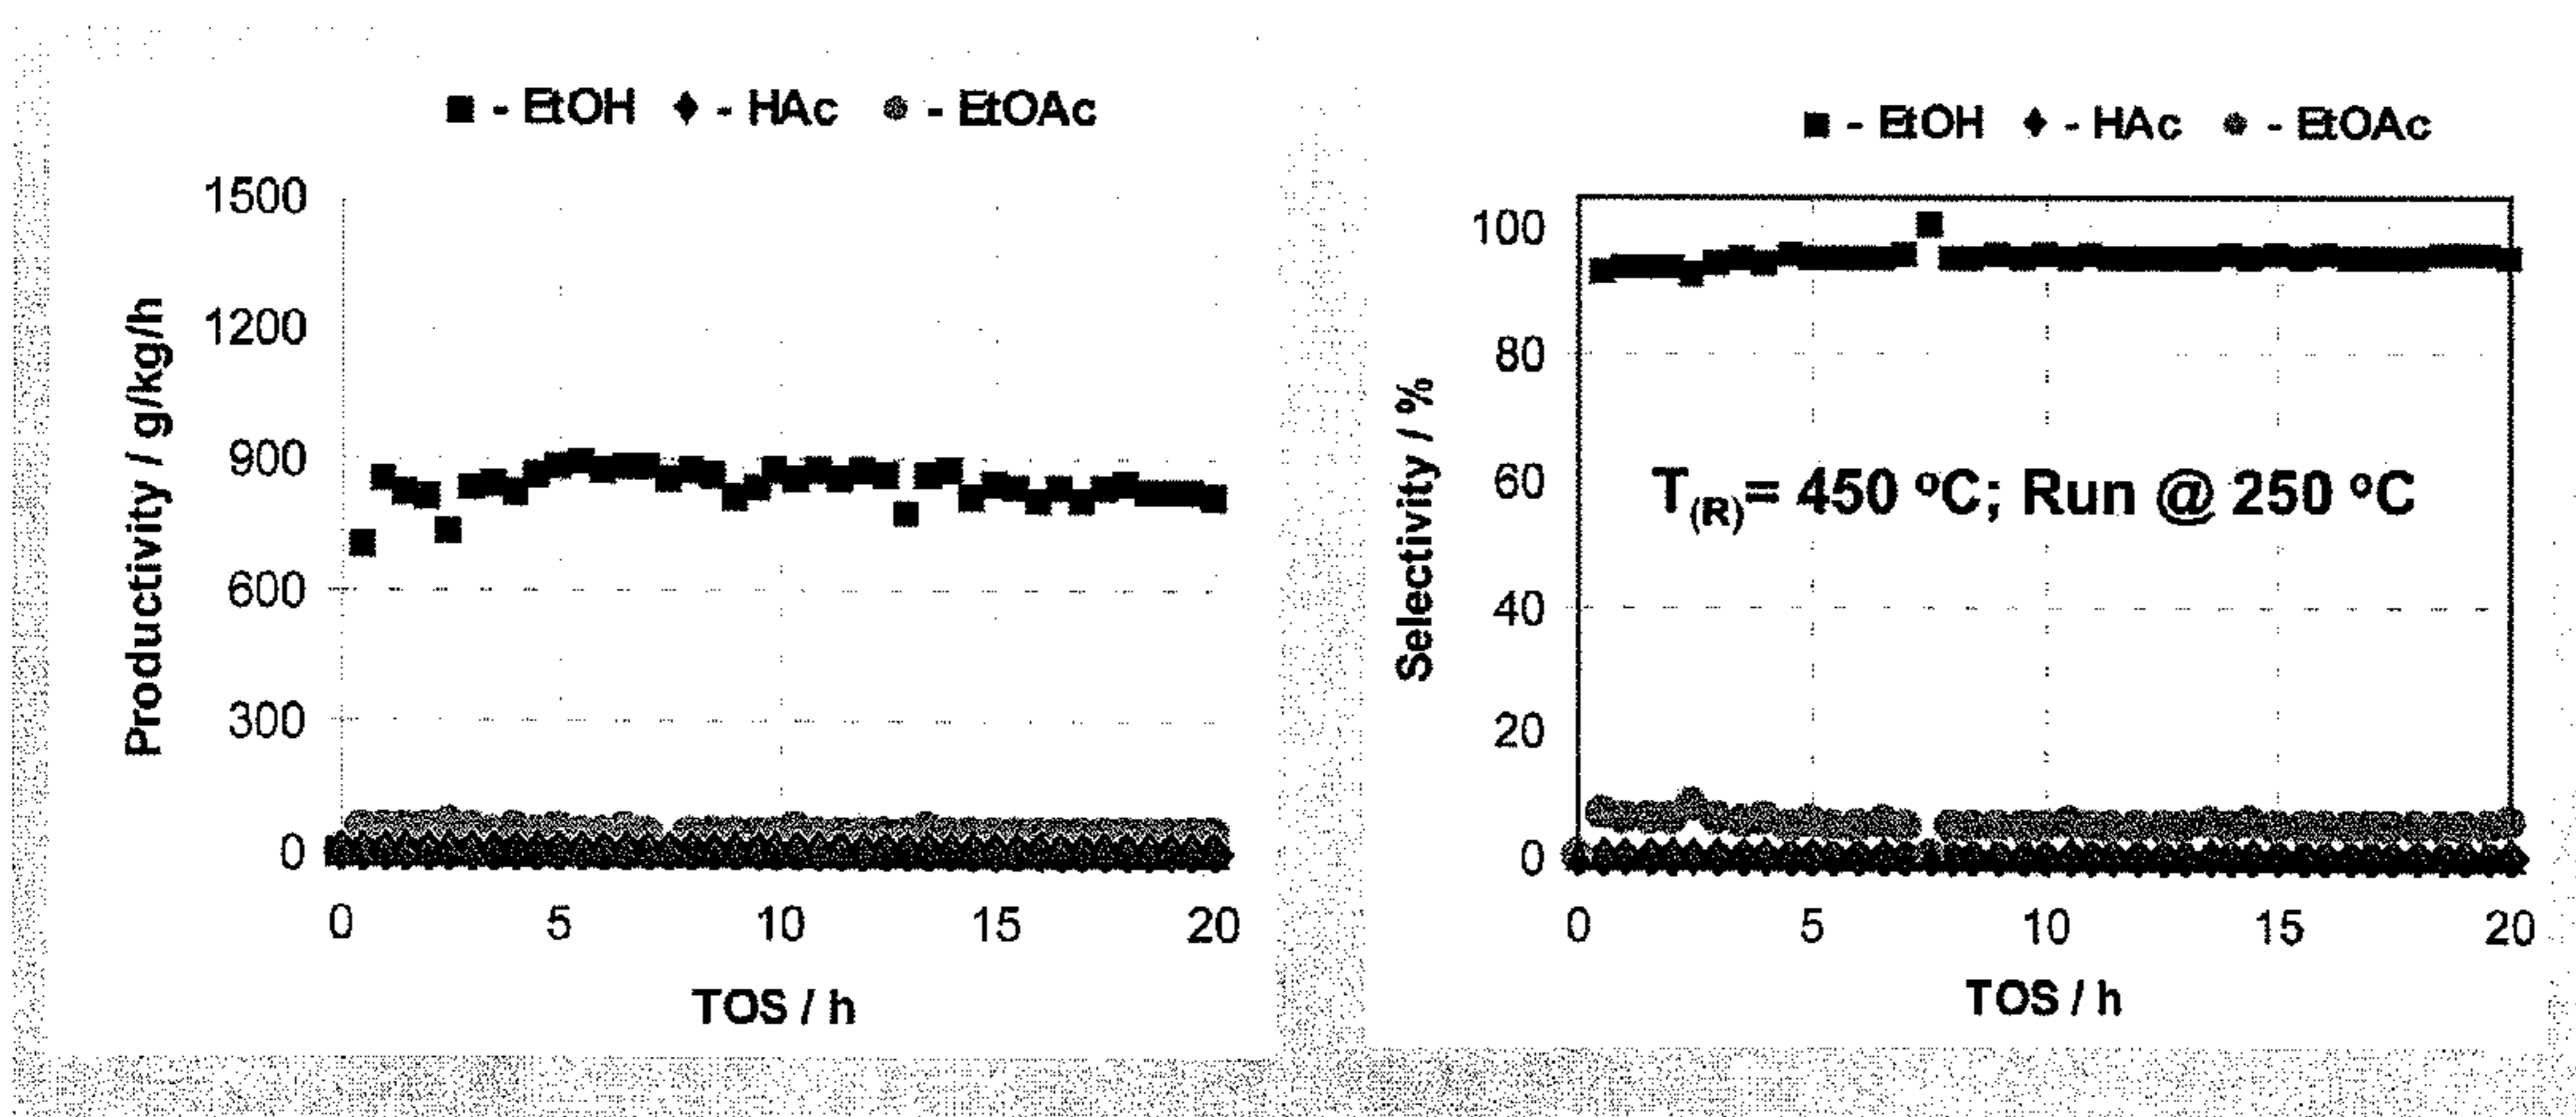 ■ - EtOH ♦ - HAc ● - EtOAc
1500
1200
900
600
300
0
Productivity / g/kg/h
0 5 10 15 20
TOS / h
■ - EtOH ♦ - HAc ● - EtOAc
100
80
60
40
20
0
Selectivity / %
T(R)= 450 °C; Run @ 250 °C
0 5 10 15 20
TOS / h